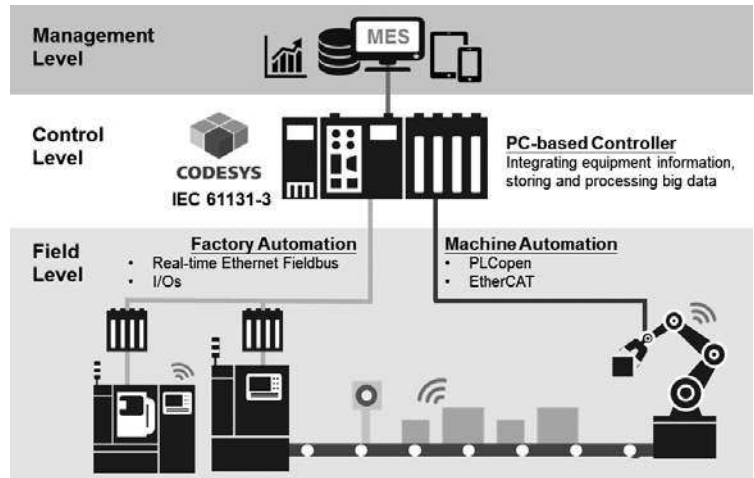 Management
Level
MES
Control
Level
CODESYS
IEC 61131-3
PC-based Controller
Integrating equipment information,
storing and processing big data
Field
Level
Factory Automation
• Real-time Ethernet Fieldbus
• I/Os
Machine Automation
• PLCopen
• EtherCAT